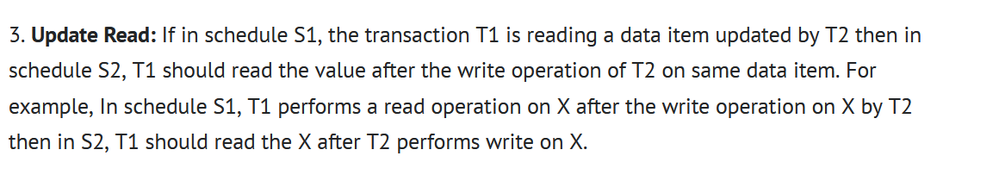 3. Update Read: If in schedule S1, the transaction T1 is reading a data item updated by T2 then in
schedule S2, T1 should read the value after the write operation of T2 on same data item. For
example, In schedule S1, T1 performs a read operation on X after the write operation on X by T2
then in S2, T1 should read the X after T2 performs write on X.